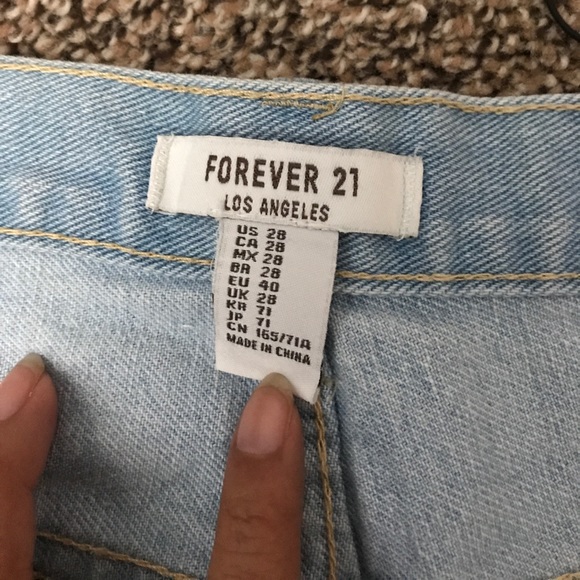 FOREVER 21
LOS ANGELES
US 28
CA 28
MX 28
BR 28
EU 40
UK 28
KR 71
JP 71
CN 165/71A
MADE IN CHINA